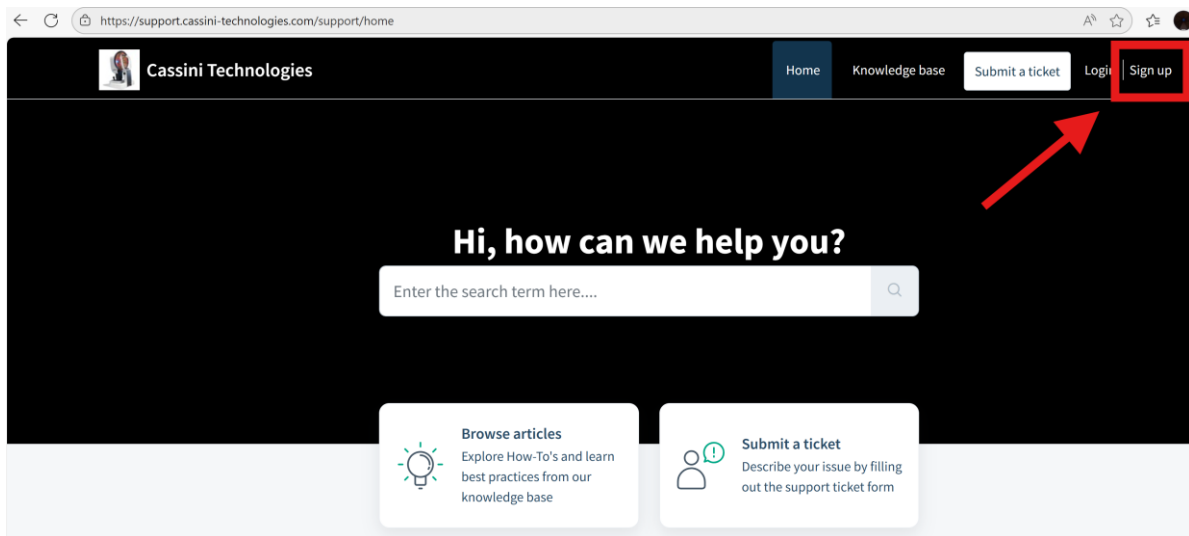 https://support.cassini-technologies.com/support/home
Cassini Technologies
Home
Knowledge base
Submit a ticket
Login
Sign up
Hi, how can we help you?
Enter the search term here....
Browse articles
Explore How-To's and learn
best practices from our
knowledge base
Submit a ticket
Describe your issue by filling
out the support ticket form